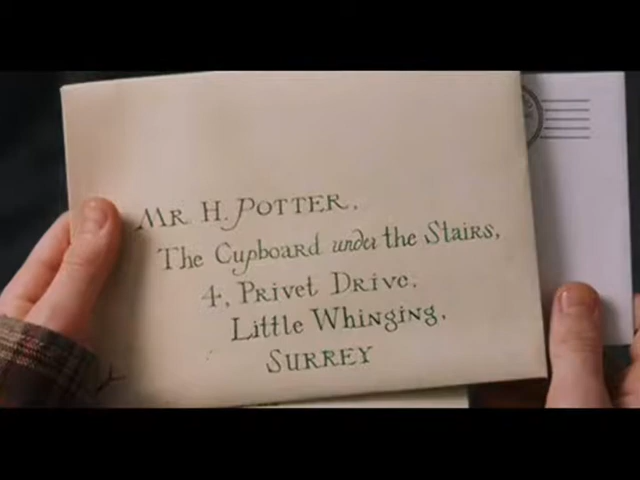 Mr H. Potter,
The Cupboard under the Stairs,
4, Privet Drive,
Little Whinging,
SURREY